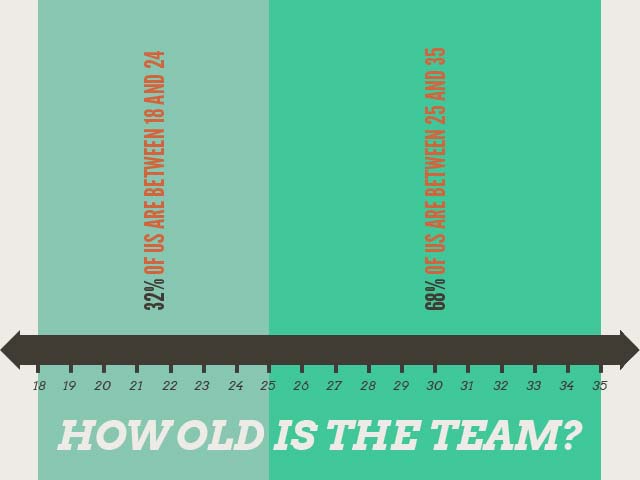 32% OF US ARE BETWEEN 18 AND 24
68% OF US ARE BETWEEN 25 AND 35
18 19 20 21 22 23 24 25 26 27 28 29 30 31 32 33 34 35
HOW OLD IS THE TEAM?